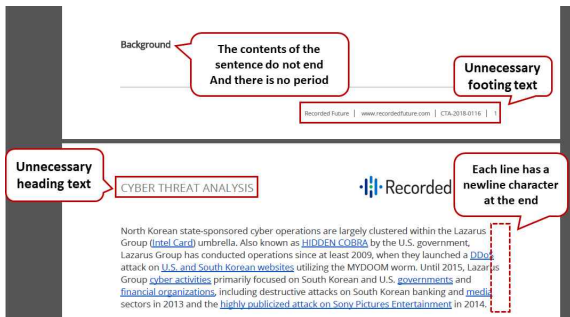 Background
The contents of the
sentence do not end
And there is no period
Unnecessary
footing text
Recorded Future | www.recordedfuture.com | CTA-2018-0116 | 1
Unnecessary
heading text
CYBER THREAT ANALYSIS
Recorded
Each line has a
newline character
at the end
North Korean state-sponsored cyber operations are largely clustered within the Lazarus
Group (Intel Card) umbrella. Also known as HIDDEN COBRA by the U.S. government,
Lazarus Group has conducted operations since at least 2009, when they launched a DDoS
attack on U.S. and South Korean websites utilizing the MYDOOM worm. Until 2015, Lazarus
Group cyber activities primarily focused on South Korean and U.S. governments and
financial organizations, including destructive attacks on South Korean banking and media
sectors in 2013 and the highly publicized attack on Sony Pictures Entertainment in 2014.